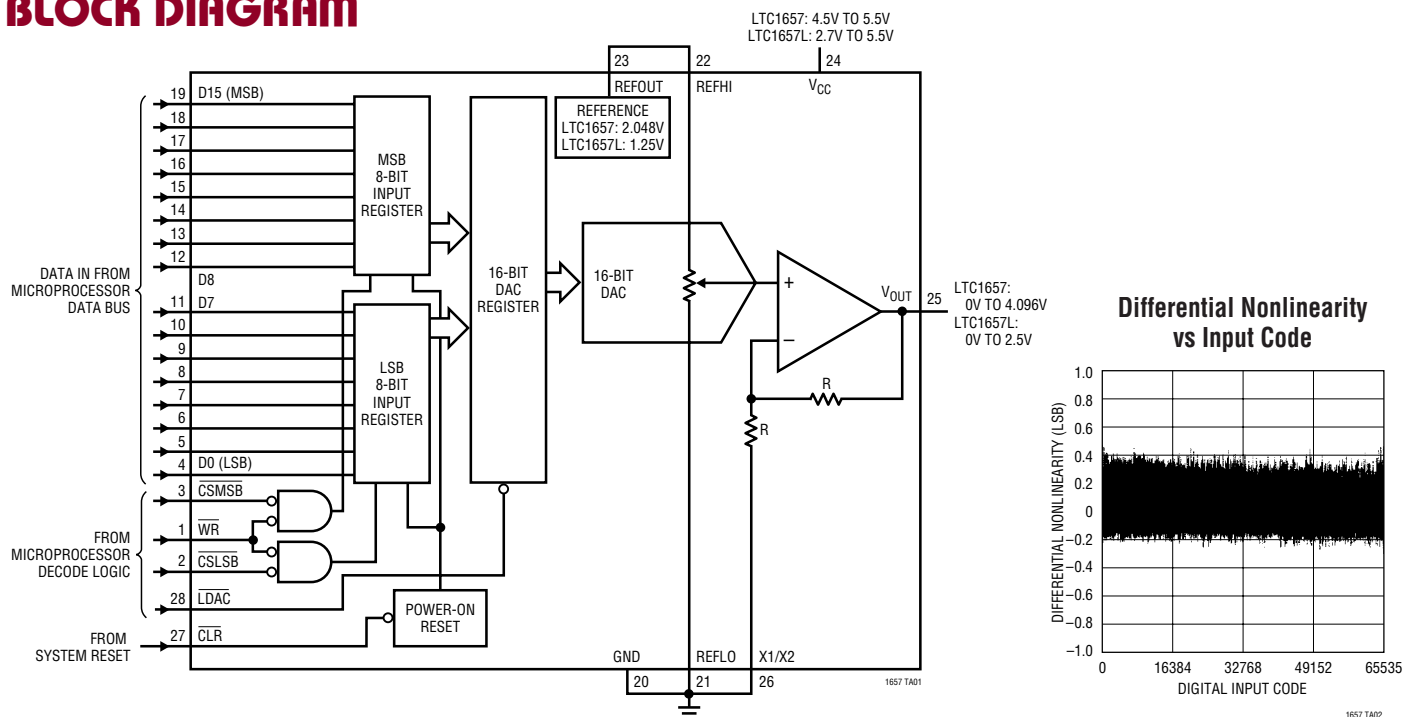 BLOCK DIAGRAM
LTC1657: 4.5V TO 5.5V
LTC1657L: 2.7V TO 5.5V
23
22
24
REFOUT
REFHI
VCC
REFERENCE
LTC1657: 2.048V
LTC1657L: 1.25V
19
D15 (MSB)
18
17
16
15
14
13
12
D8
11
D7
10
9
8
7
6
5
4
D0 (LSB)
DATA IN FROM
MICROPROCESSOR
DATA BUS
MSB
8-BIT
INPUT
REGISTER
LSB
8-BIT
INPUT
REGISTER
16-BIT
DAC
REGISTER
16-BIT
DAC
+
–
VOUT
25
LTC1657:
0V TO 4.096V
LTC1657L:
0V TO 2.5V
R
R
3
CSMSB
1
WR
2
CSLSB
28
LDAC
FROM
MICROPROCESSOR
DECODE LOGIC
27
CLR
FROM
SYSTEM RESET
POWER-ON
RESET
GND
REFLO
X1/X2
20
21
26
1657 TA01
Differential Nonlinearity
vs Input Code
DIFFERENTIAL NONLINEARITY (LSB)
1.0
0.8
0.6
0.4
0.2
0
–0.2
–0.4
–0.6
–0.8
–1.0
0 16384 32768 49152 65535
DIGITAL INPUT CODE
1657 TA02